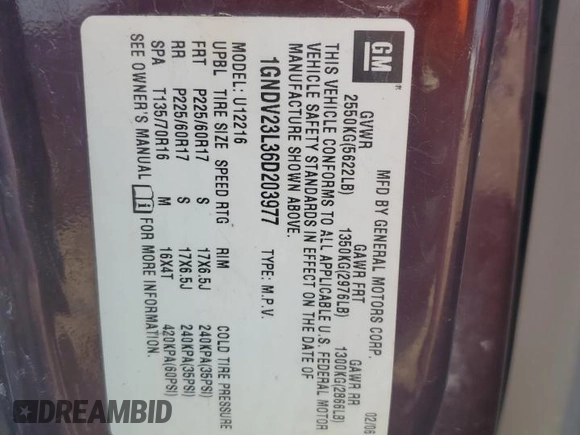 GM
®
MFD BY GENERAL MOTORS CORP.
02/06
GVWR GAWR FRT GAWR RR
2550KG(5622LB) 1350KG(2976LB) 1300KG(2866LB)
THIS VEHICLE CONFORMS TO ALL APPLICABLE U.S. FEDERAL MOTOR
VEHICLE SAFETY STANDARDS IN EFFECT ON THE DATE OF
MANUFACTURE SHOWN ABOVE.
1GNDV23L36D203977 TYPE: M.P.V.
MODEL: U12216
UPBL TIRE SIZE SPEED RTG RIM COLD TIRE PRESSURE
FRT P225/60R17 S 17X6.5J 240KPA(35PSI)
RR P225/60R17 S 17X6.5J 240KPA(35PSI)
SPA T135/70R16 M 16X4T 420KPA(60PSI)
SEE OWNER'S MANUAL i FOR MORE INFORMATION.
DREAMBID
.STORE